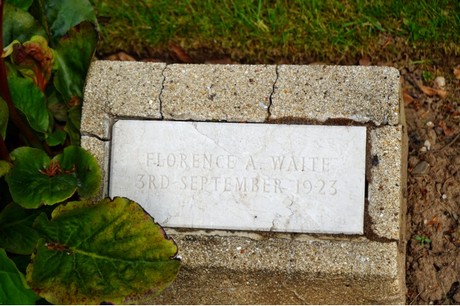 FLORENCE A. WAITE
3RD SEPTEMBER 1923